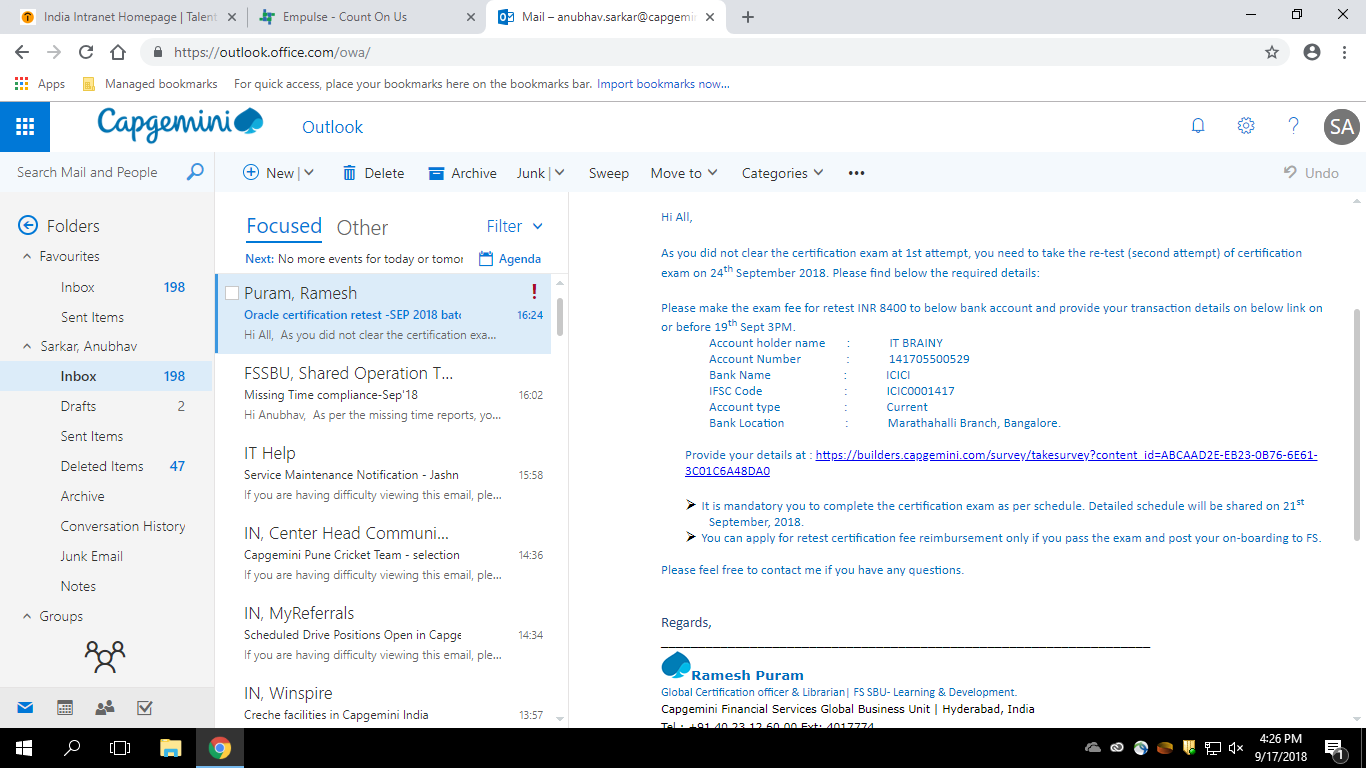 India Intranet Homepage | Talent
Empulse - Count On Us
Mail – anubhav.sarkar@capgemini
https://outlook.office.com/owa/
Apps
Managed bookmarks
For quick access, place your bookmarks here on the bookmarks bar. Import bookmarks now...
Capgemini
Outlook
SA
Search Mail and People
New
Delete
Archive
Junk
Sweep
Move to
Categories
Undo
Folders
Favourites
Inbox 198
Sent Items
Sarkar, Anubhav
Inbox 198
Drafts 2
Sent Items
Deleted Items 47
Archive
Conversation History
Junk Email
Notes
Groups
Focused Other Filter
Next: No more events for today or tomor Agenda
Puram, Ramesh !
Oracle certification retest -SEP 2018 batc 16:24
Hi All, As you did not clear the certification exa...
FSSBU, Shared Operation T...
Missing Time compliance-Sep'18 16:02
Hi Anubhav, As per the missing time reports, yo...
IT Help
Service Maintenance Notification - Jashn 15:58
If you are having difficulty viewing this email, ple...
IN, Center Head Communi...
Capgemini Pune Cricket Team - selection 14:36
If you are having difficulty viewing this email, ple...
IN, MyReferrals
Scheduled Drive Positions Open in Capge 14:34
If you are having difficulty viewing this email, ple...
IN, Winspire
Creche facilities in Capgemini India 13:57
Hi All,
As you did not clear the certification exam at 1st attempt, you need to take the re-test (second attempt) of certification
exam on 24th September 2018. Please find below the required details:
Please make the exam fee for retest INR 8400 to below bank account and provide your transaction details on below link on
or before 19th Sept 3PM.
Account holder name : IT BRAINY
Account Number : 141705500529
Bank Name : ICICI
IFSC Code : ICIC0001417
Account type : Current
Bank Location : Marathahalli Branch, Bangalore.
Provide your details at : https://builders.capgemini.com/survey/takesurvey?content_id=ABCAAD2E-EB23-0B76-6E61-
3C01C6A48DA0
➢ It is mandatory you to complete the certification exam as per schedule. Detailed schedule will be shared on 21st
September, 2018.
➢ You can apply for retest certification fee reimbursement only if you pass the exam and post your on-boarding to FS.
Please feel free to contact me if you have any questions.
Regards,
Ramesh Puram
Global Certification officer & Librarian| FS SBU- Learning & Development.
Capgemini Financial Services Global Business Unit | Hyderabad, India
Tel.: +91 40 23 12 60 00 Ext: 4017774
4:26 PM
9/17/2018
1